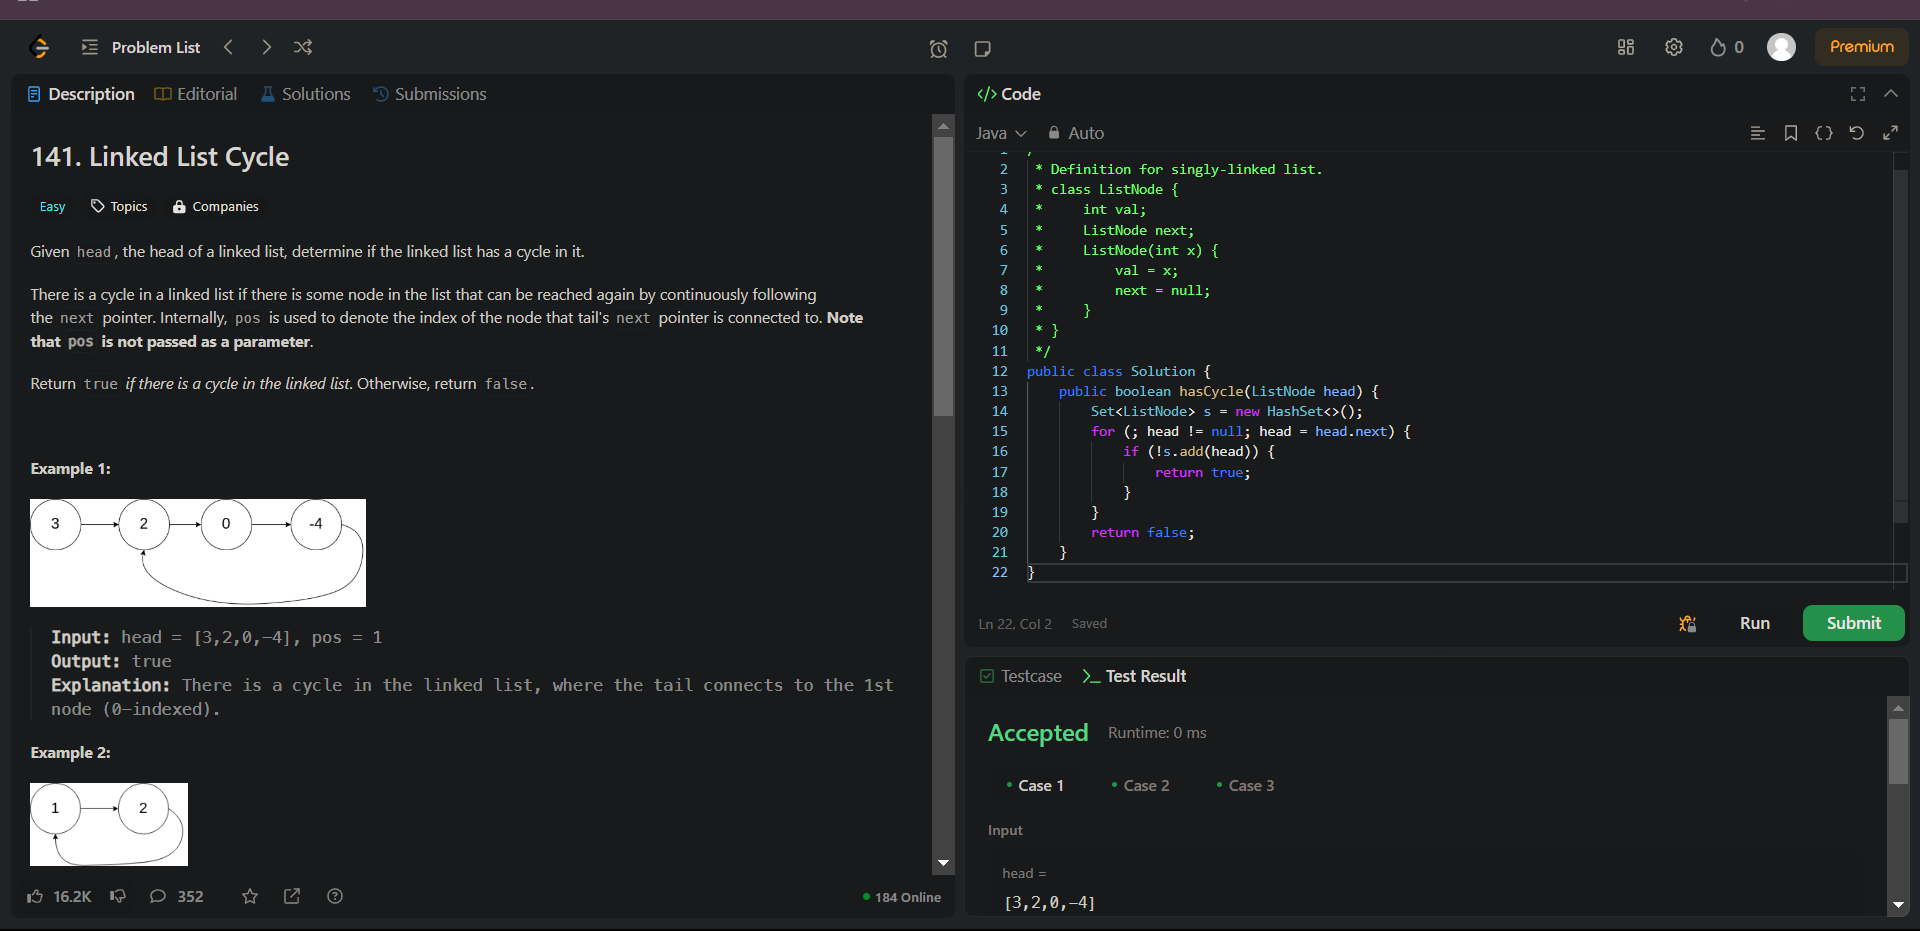 Problem List
0
Premium
Description
Editorial
Solutions
Submissions
141. Linked List Cycle
Easy
Topics
Companies
Given head, the head of a linked list, determine if the linked list has a cycle in it.
There is a cycle in a linked list if there is some node in the list that can be reached again by continuously following
the next pointer. Internally, pos is used to denote the index of the node that tail's next pointer is connected to. Note
that pos is not passed as a parameter.
Return true if there is a cycle in the linked list. Otherwise, return false.
Example 1:
3 2 0 -4
Input: head = [3,2,0,-4], pos = 1
Output: true
Explanation: There is a cycle in the linked list, where the tail connects to the 1st
node (0-indexed).
Example 2:
1 2
16.2K
352
184 Online
</> Code
Java
Auto
2 * Definition for singly-linked list.
3 * class ListNode {
4 *     int val;
5 *     ListNode next;
6 *     ListNode(int x) {
7 *         val = x;
8 *         next = null;
9 *     }
10 * }
11 */
12 public class Solution {
13     public boolean hasCycle(ListNode head) {
14         Set<ListNode> s = new HashSet<>();
15         for (; head != null; head = head.next) {
16             if (!s.add(head)) {
17                 return true;
18             }
19         }
20         return false;
21     }
22 }
Ln 22, Col 2
Saved
Run
Submit
Testcase
>_ Test Result
Accepted
Runtime: 0 ms
• Case 1
• Case 2
• Case 3
Input
head =
[3,2,0,-4]